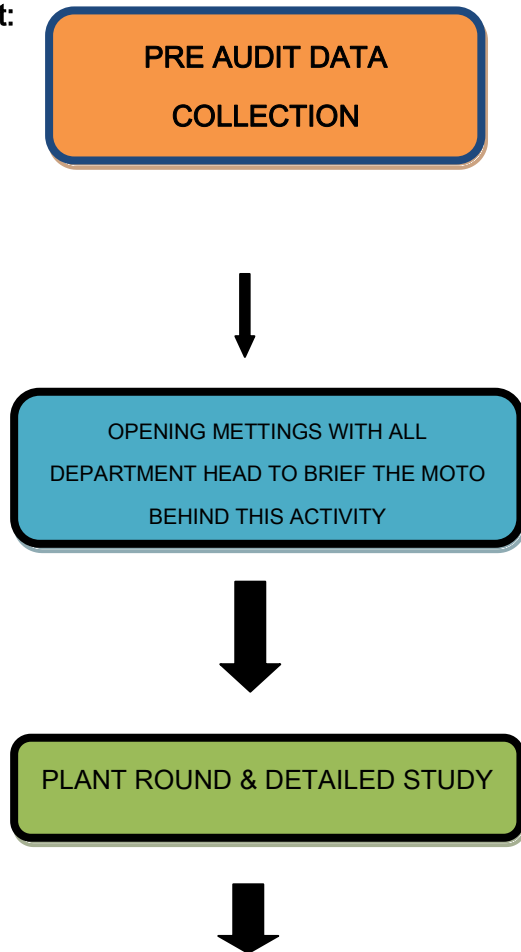 t:
PRE AUDIT DATA
COLLECTION
OPENING METTINGS WITH ALL
DEPARTMENT HEAD TO BRIEF THE MOTO
BEHIND THIS ACTIVITY
PLANT ROUND & DETAILED STUDY